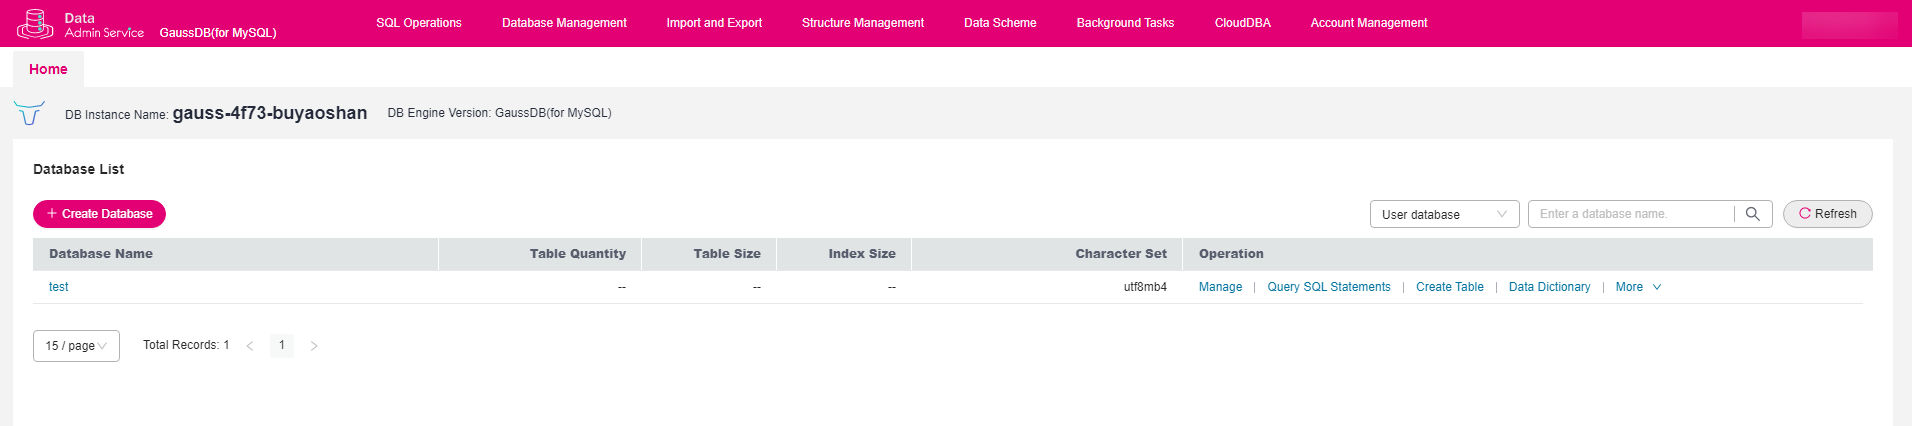 Data
Admin Service
GaussDB(for MySQL)
SQL Operations
Database Management
Import and Export
Structure Management
Data Scheme
Background Tasks
CloudDBA
Account Management
Home
DB Instance Name: gauss-4f73-buyaoshan
DB Engine Version: GaussDB(for MySQL)
Database List
+ Create Database
User database
Enter a database name.
Refresh
Database Name Table Quantity Table Size Index Size Character Set Operation
test -- -- -- utf8mb4 Manage | Query SQL Statements | Create Table | Data Dictionary | More
15 / page Total Records: 1 < 1 >